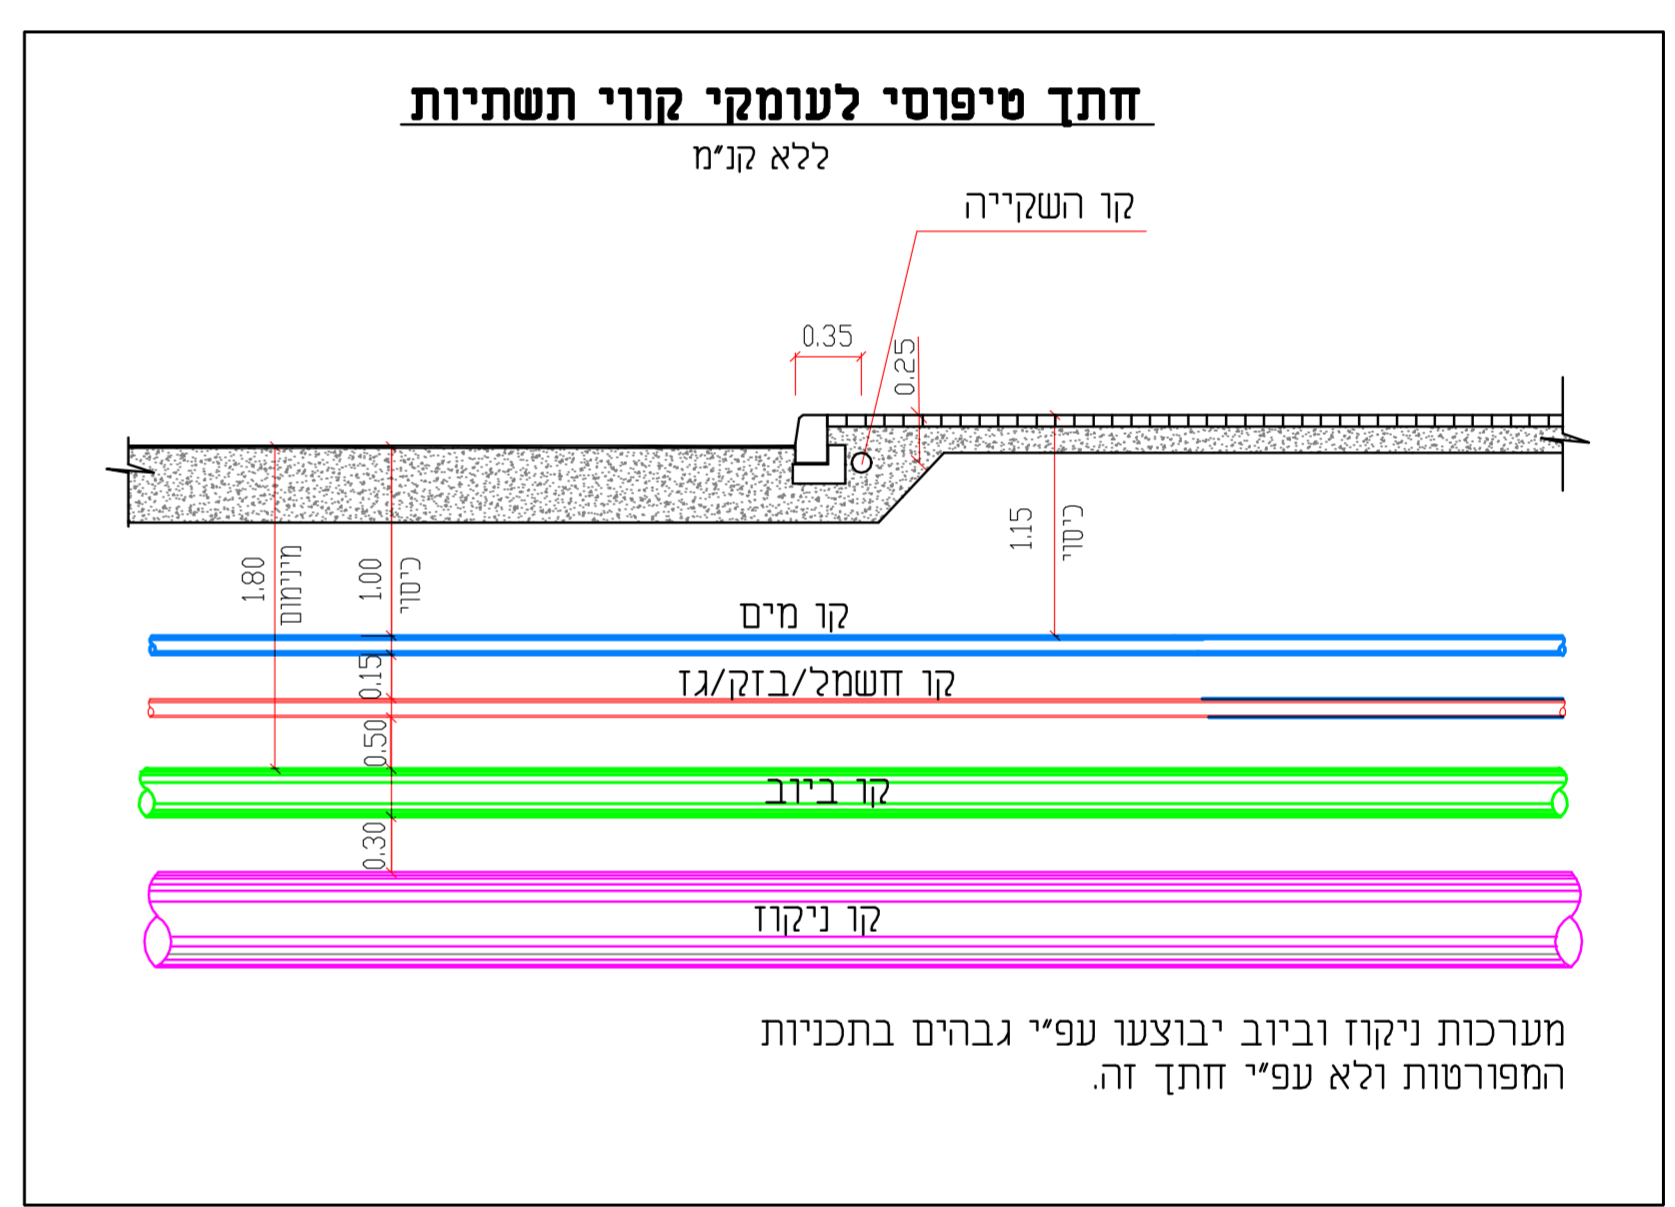 חתך טיפוסי לעומקי קווי תשתיות
ללא קנ"מ
קו השקייה
0.35
0.25
1.15
כיסוי
1.80
מינימום
1.00
כיסוי
קו מים
0.15
קו חשמל/בזק/גז
0.50
קו ביוב
0.30
קו ניקוז
מערכות ניקוז וביוב יבוצעו עפ"י גבהים בתכניות
המפורטות ולא עפ"י חתך זה.